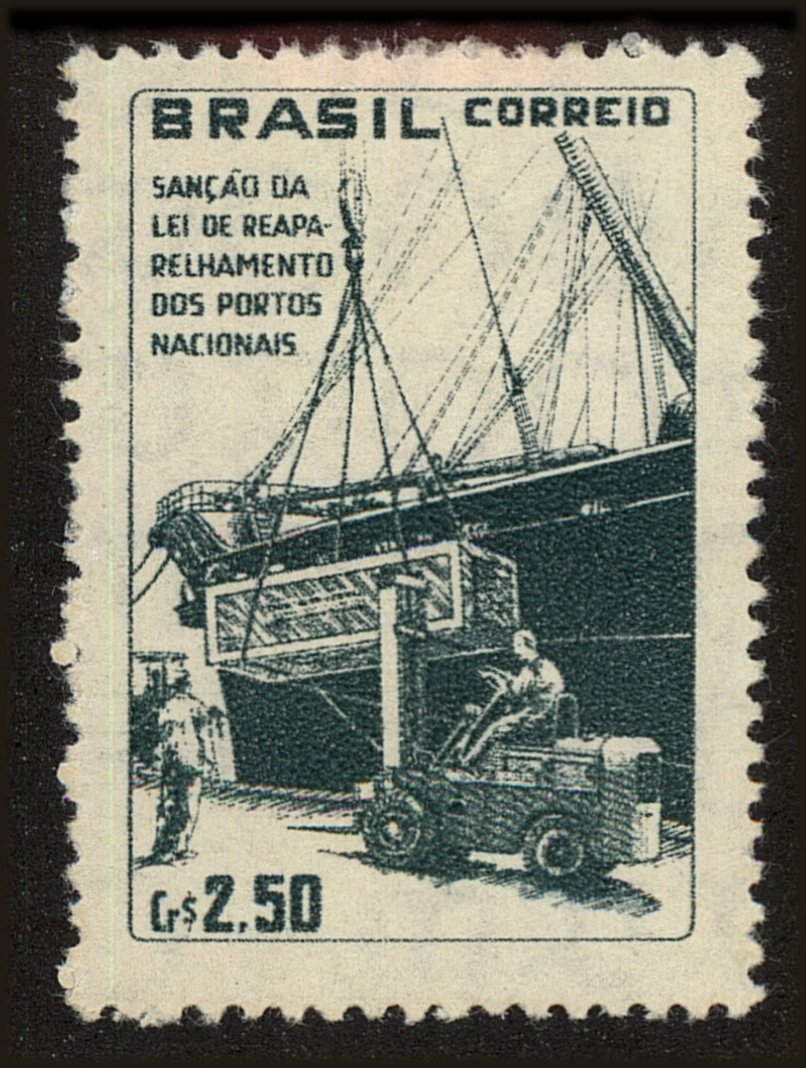 BRASIL CORREIO
SANÇÃO DA
LEI DE REAPA-
RELHAMENTO
DOS PORTOS
NACIONAIS
Cr$ 2,50